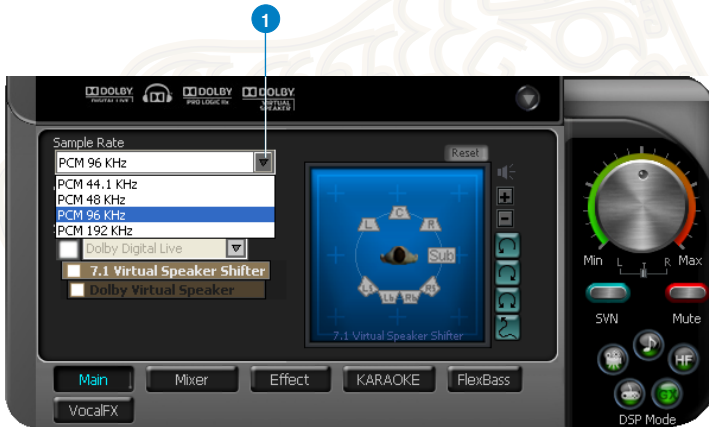 1
DOLBY DIGITAL LIVE
DOLBY PRO LOGIC IIx
DOLBY VIRTUAL SPEAKER
Sample Rate
PCM 96 KHz
PCM 44.1 KHz
PCM 48 KHz
PCM 96 KHz
PCM 192 KHz
Dolby Digital Live
7.1 Virtual Speaker Shifter
Dolby Virtual Speaker
Reset
L C R
Sub
Ls Lb Rb Rs
7.1 Virtual Speaker Shifter
Min L R Max
SVN Mute
HF
GX
DSP Mode
Main Mixer Effect KARAOKE FlexBass
VocalFX